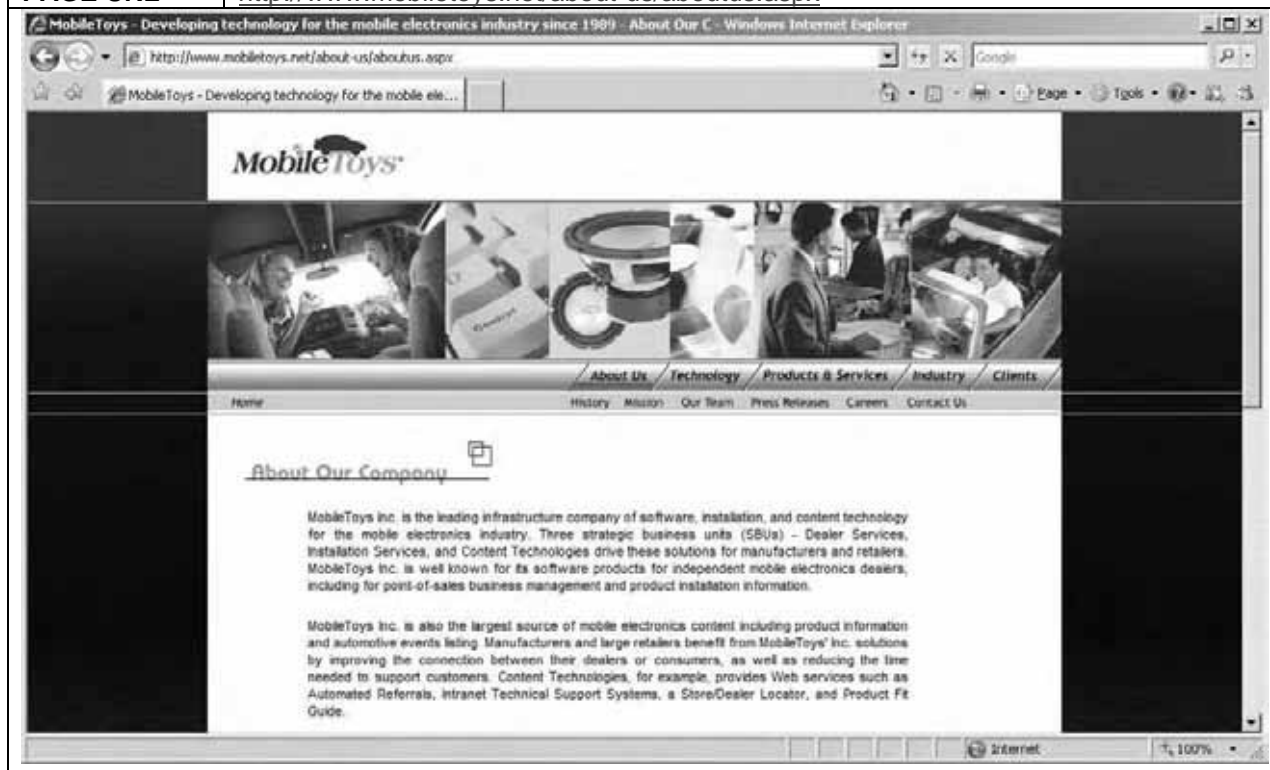 PAGE URL http://www.mobiletoys.net/about-us/aboutus.aspx
MobileToys - Developing technology for the mobile electronics industry since 1989 - About Our C - Windows Internet Explorer
http://www.mobiletoys.net/about-us/aboutus.aspx
Google
MobileToys - Developing technology for the mobile ele...
Page Tools
MobileToys
About Us / Technology / Products & Services / Industry / Clients
Home History Mission Our Team Press Releases Careers Contact Us
About Our Company
MobileToys Inc. is the leading infrastructure company of software, installation, and content technology
for the mobile electronics industry. Three strategic business units (SBUs) – Dealer Services,
Installation Services, and Content Technologies drive these solutions for manufacturers and retailers.
MobileToys Inc. is well known for its software products for independent mobile electronics dealers,
including for point-of-sales business management and product installation information.
MobileToys Inc. is also the largest source of mobile electronics content including product information
and automotive events listing. Manufacturers and large retailers benefit from MobileToys' Inc. solutions
by improving the connection between their dealers or consumers, as well as reducing the time
needed to support customers. Content Technologies, for example, provides Web services such as
Automated Referrals, Intranet Technical Support Systems, a Store/Dealer Locator, and Product Fit
Guide.
Internet 100%